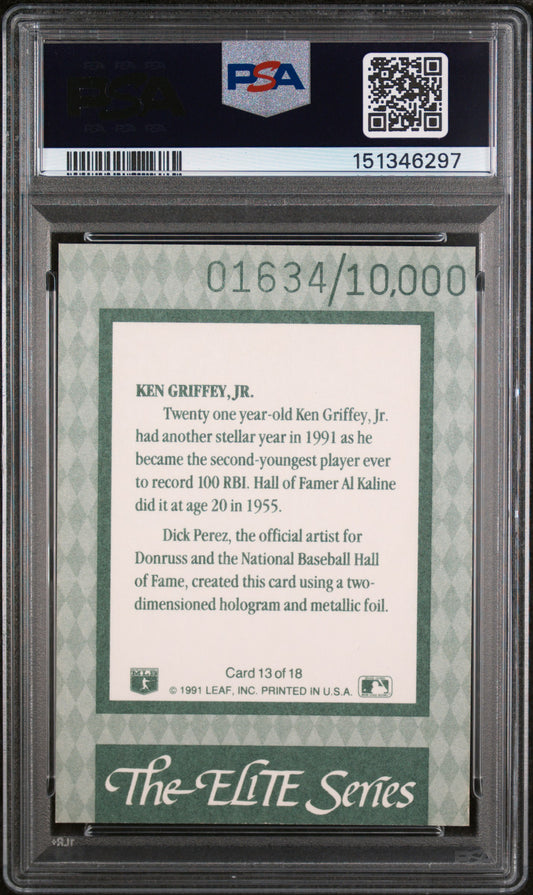 PSA
151346297
01634/10,000
KEN GRIFFEY, JR.
Twenty one year-old Ken Griffey, Jr.
had another stellar year in 1991 as he
became the second-youngest player ever
to record 100 RBI. Hall of Famer Al Kaline
did it at age 20 in 1955.
Dick Perez, the official artist for
Donruss and the National Baseball Hall
of Fame, created this card using a two-
dimensioned hologram and metallic foil.
Card 13 of 18
© 1991 LEAF, INC. PRINTED IN U.S.A.
The ELITE Series